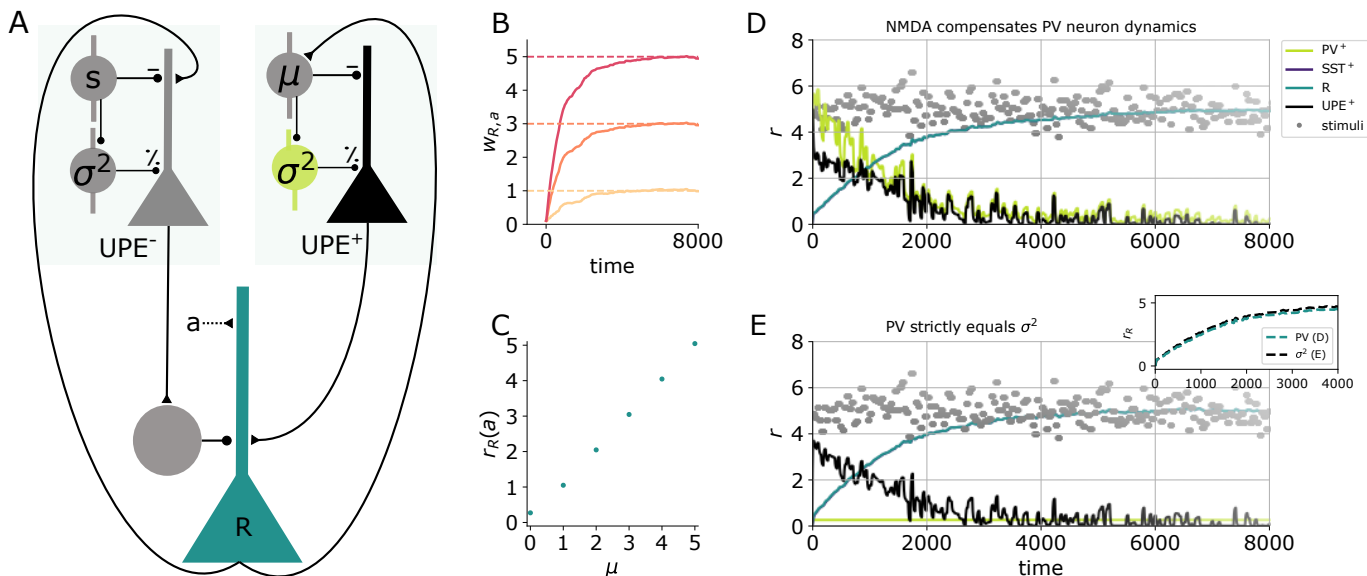 A
s
–
σ²
⁒
UPE⁻
μ
–
σ²
⁒
UPE⁺
a
R
B
w_{R,a}
5
4
3
2
1
0
0 8000
time
C
r_R(a)
5
4
3
2
1
0
0 1 2 3 4 5
μ
D
NMDA compensates PV neuron dynamics
r
8
6
4
2
0
0 2000 4000 6000 8000
PV⁺
SST⁺
R
UPE⁺
stimuli
E
PV strictly equals σ²
r
8
6
4
2
0
0 2000 4000 6000 8000
time
r_R
5
0
0 1000 2000 3000 4000
PV (D)
σ² (E)